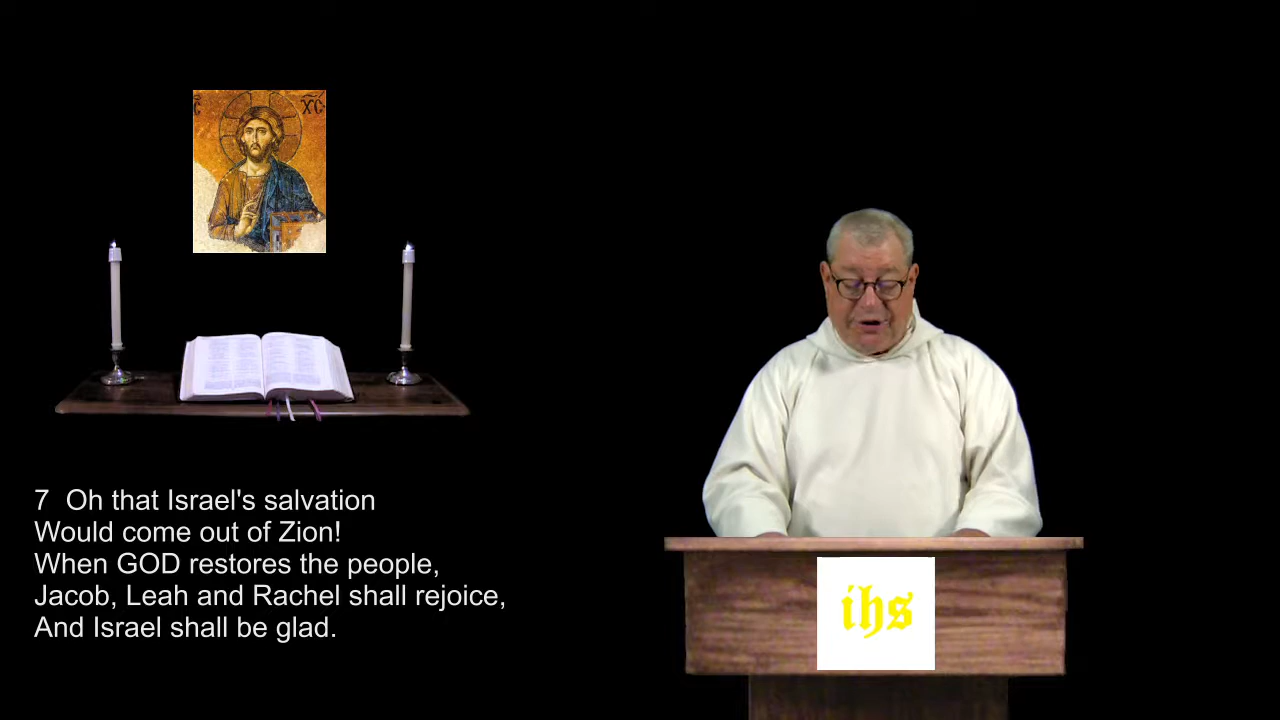 XC
7 Oh that Israel's salvation
Would come out of Zion!
When GOD restores the people,
Jacob, Leah and Rachel shall rejoice,
And Israel shall be glad.
ihs